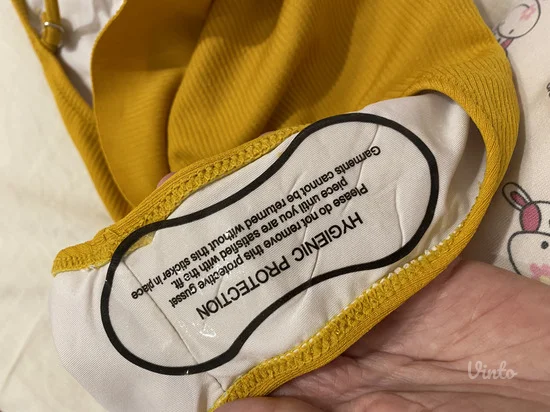 HYGIENIC PROTECTION
Please do not remove this protective gusset
piece until you are satisfied with the fit.
Garments cannot be returned without this sticker in place
Vinto